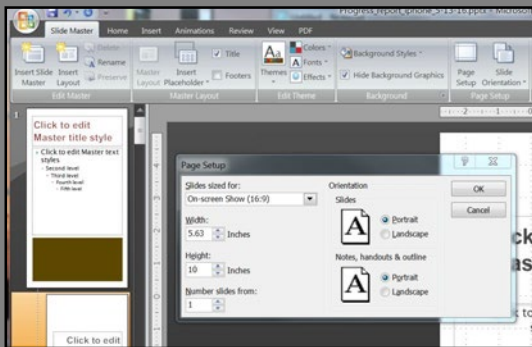 Progress_report_iphone_5-13-16.pptx - Microsof
Slide Master Home Insert Animations Review View PDF
Insert Slide Master
Insert Layout
Delete
Rename
Preserve
Master Layout
Insert Placeholder
Title
Footers
Themes
Colors
Fonts
Effects
Background Styles
Hide Background Graphics
Page Setup
Slide Orientation
Edit Master
Master Layout
Edit Theme
Background
Page Setup
1
Click to edit
Master title style
Click to edit Master text
styles
Second level
Third level
Fourth level
Fifth level
Click to edit
Page Setup
Slides sized for:
On-screen Show (16:9)
Width:
5.63 Inches
Height:
10 Inches
Number slides from:
1
Orientation
Slides
A
Portrait
Landscape
Notes, handouts & outline
A
Portrait
Landscape
OK
Cancel